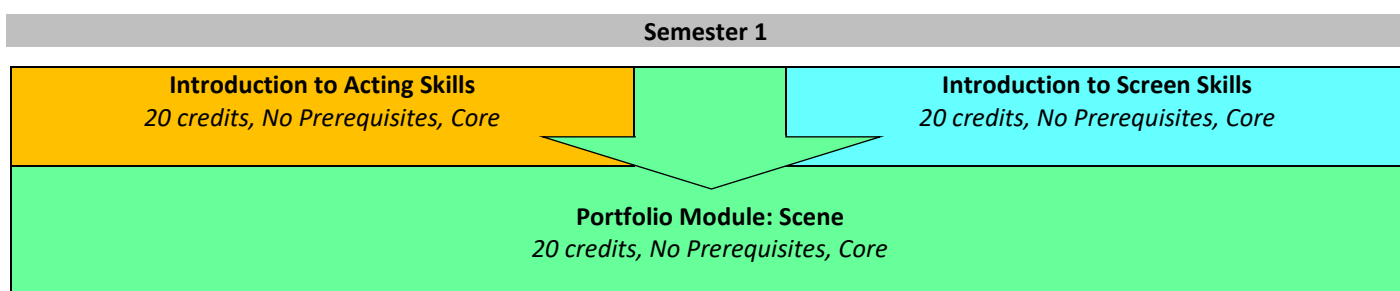 Semester 1
Introduction to Acting Skills
20 credits, No Prerequisites, Core
Introduction to Screen Skills
20 credits, No Prerequisites, Core
Portfolio Module: Scene
20 credits, No Prerequisites, Core